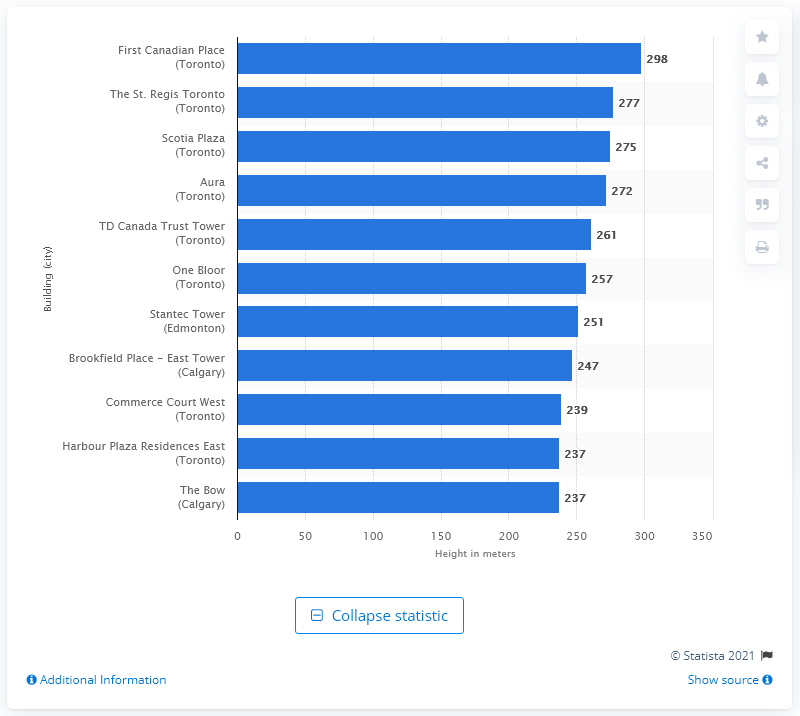 First Canadian Place
(Toronto)
298
The St. Regis Toronto
(Toronto)
277
Scotia Plaza
(Toronto)
275
Aura
(Toronto)
272
TD Canada Trust Tower
(Toronto)
261
One Bloor
(Toronto)
257
Stantec Tower
(Edmonton)
251
Brookfield Place - East Tower
(Calgary)
247
Commerce Court West
(Toronto)
239
Harbour Plaza Residences East
(Toronto)
237
The Bow
(Calgary)
237
Building (city)
0 50 100 150 200 250 300 350
Height in meters
Collapse statistic
© Statista 2021
Additional Information
Show source